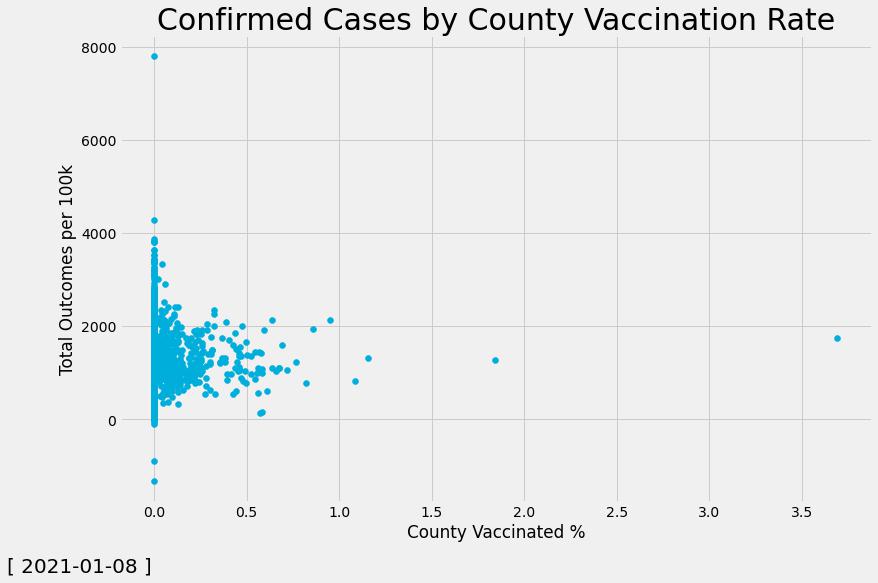 Confirmed Cases by County Vaccination Rate
Total Outcomes per 100k
8000
6000
4000
2000
0
0.0 0.5 1.0 1.5 2.0 2.5 3.0 3.5
County Vaccinated %
[ 2021-01-08 ]